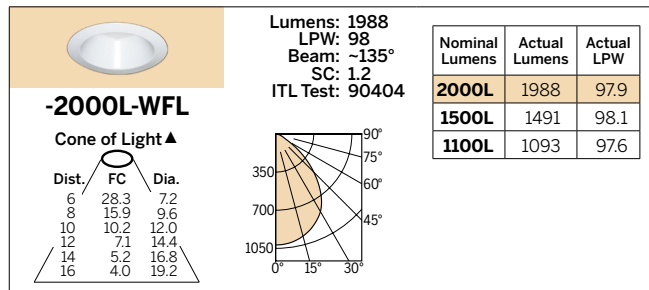 -2000L-WFL
Cone of Light▲
Dist. FC Dia.
6 28.3 7.2
8 15.9 9.6
10 10.2 12.0
12 7.1 14.4
14 5.2 16.8
16 4.0 19.2
Lumens: 1988
LPW: 98
Beam: ~135°
SC: 1.2
ITL Test: 90404
90°
75°
60°
45°
350
700
1050
0° 15° 30°
Nominal Lumens Actual Lumens Actual LPW
2000L 1988 97.9
1500L 1491 98.1
1100L 1093 97.6